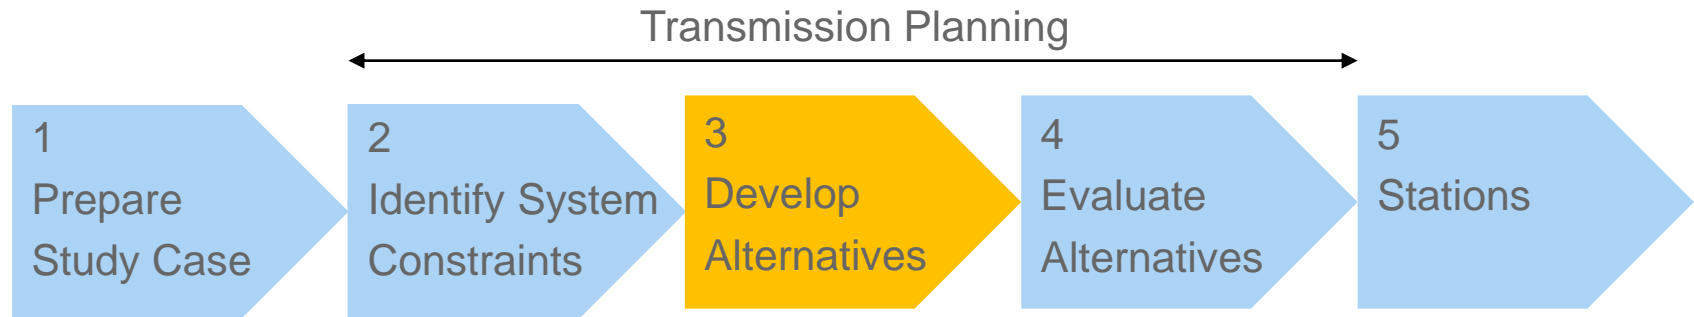 Transmission Planning
1
Prepare
Study Case
2
Identify System
Constraints
3
Develop
Alternatives
4
Evaluate
Alternatives
5
Stations